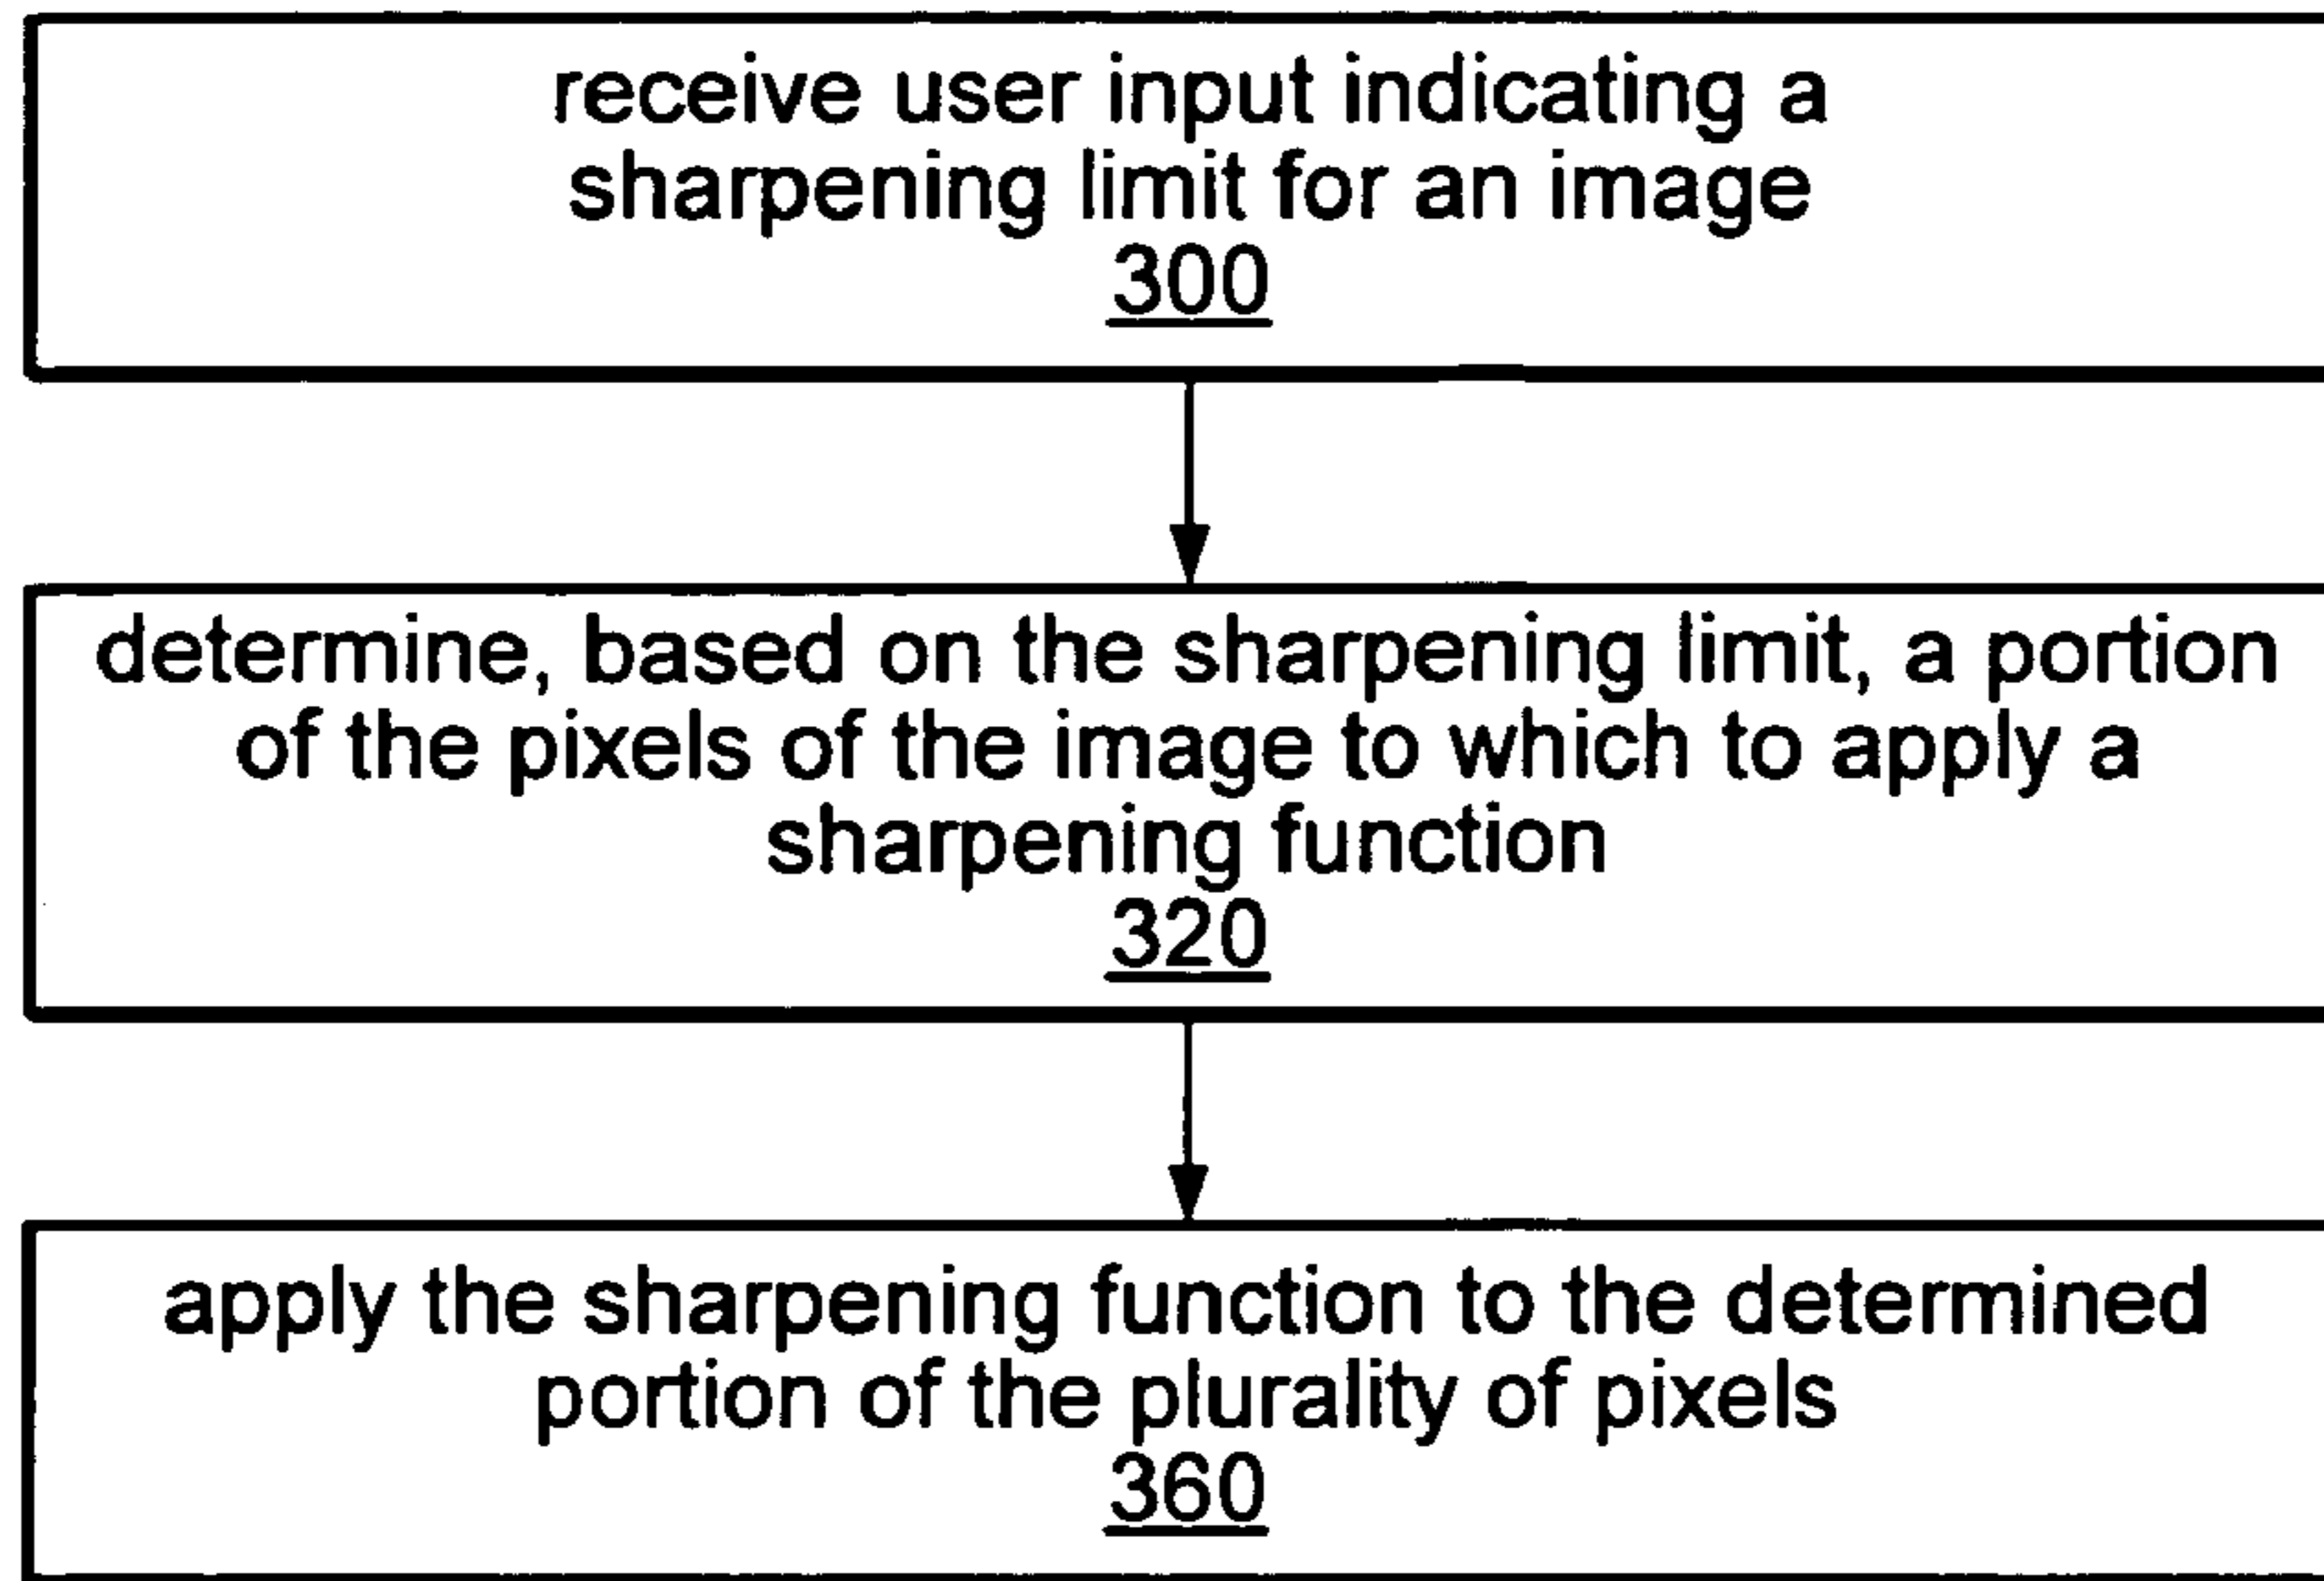 receive user input indicating a
sharpening limit for an image
300
determine, based on the sharpening limit, a portion
of the pixels of the image to which to apply a
sharpening function
320
apply the sharpening function to the determined
portion of the plurality of pixels
360